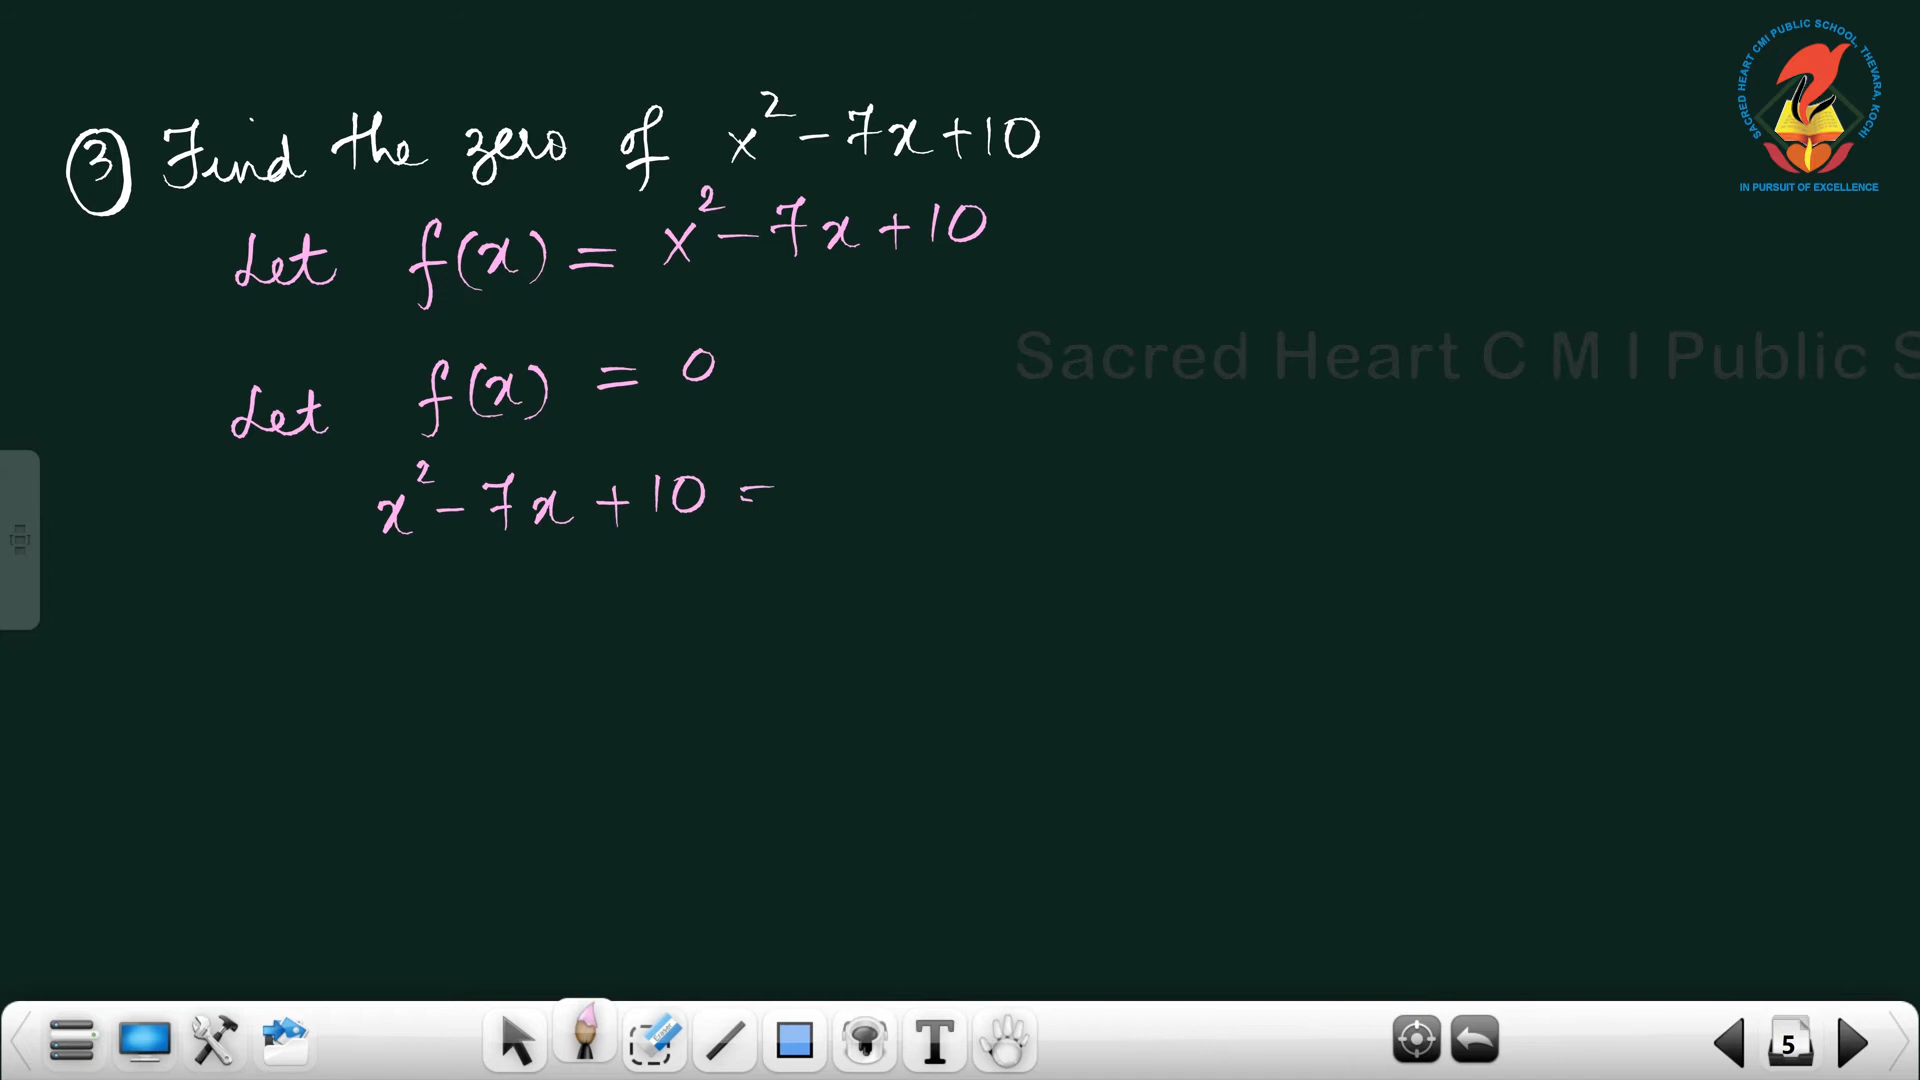 SACRED HEART CMI PUBLIC SCHOOL, THEVARA, KOCHI
IN PURSUIT OF EXCELLENCE
③ Find the zero of x² - 7x + 10
Let f(x) = x² - 7x + 10
Sacred Heart C M I Public S
Let f(x) = 0
x² - 7x + 10 =
eraser
T
5